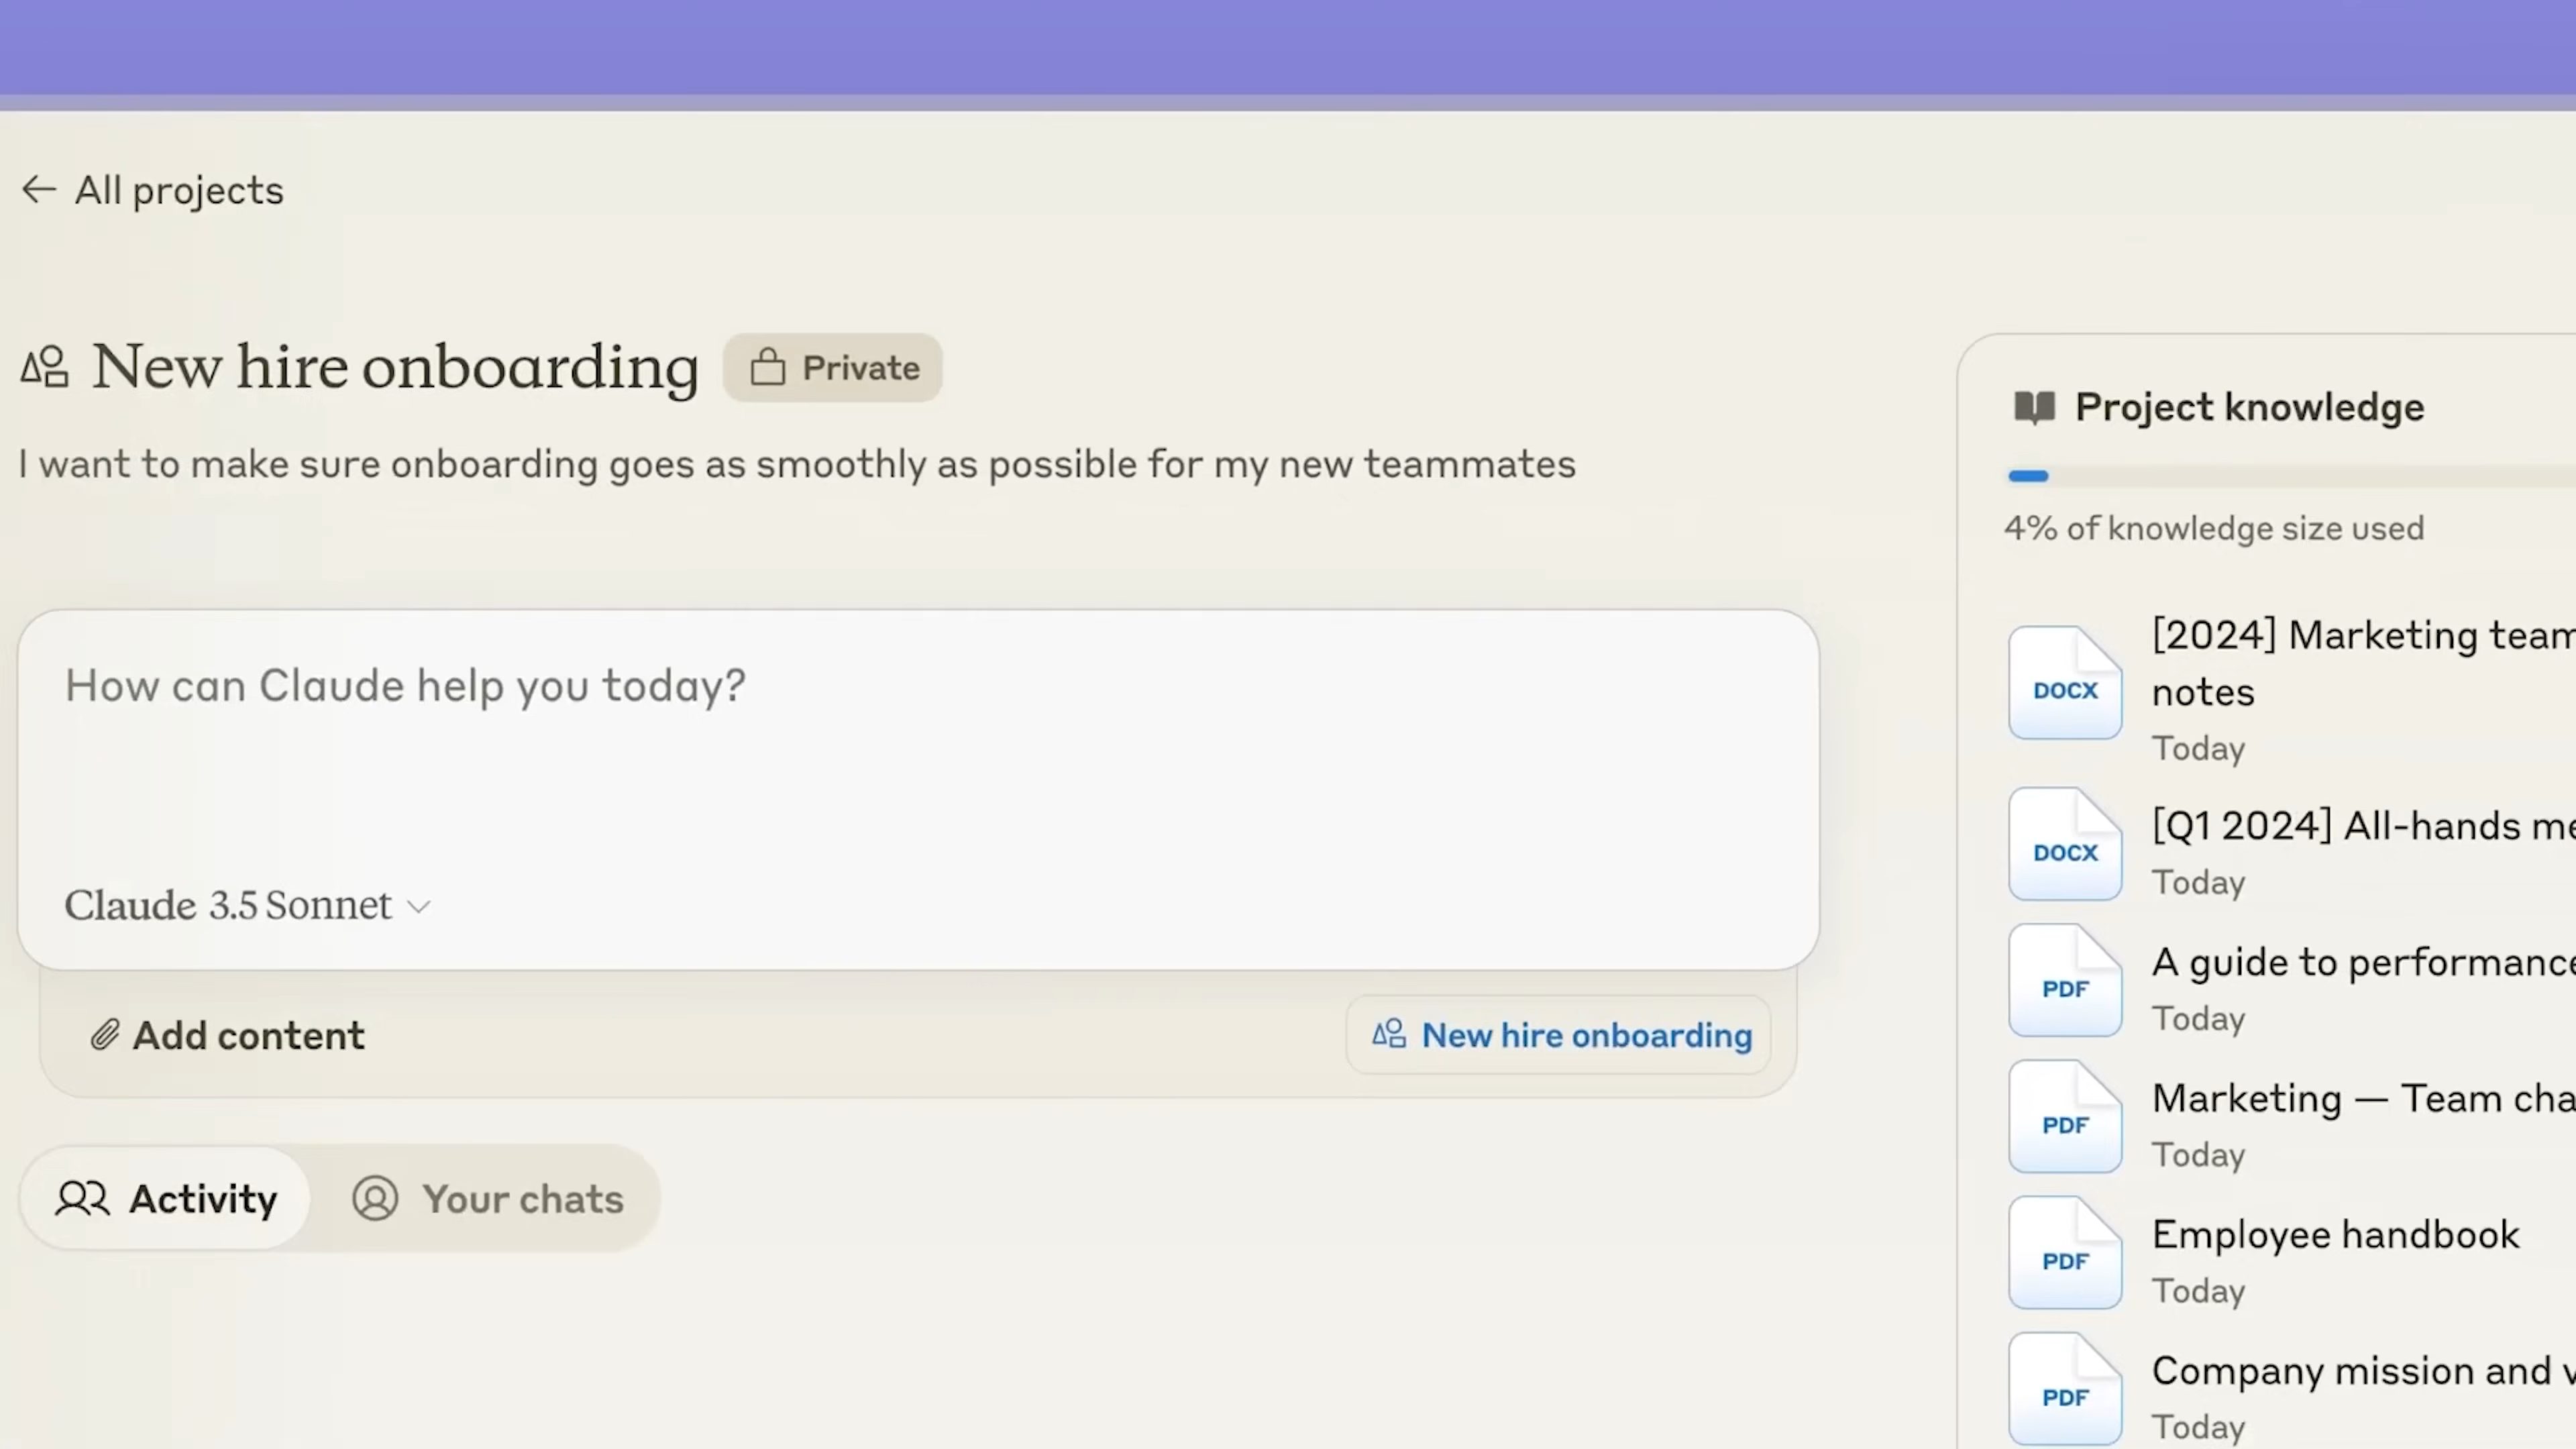 All projects
New hire onboarding
Private
I want to make sure onboarding goes as smoothly as possible for my new teammates
How can Claude help you today?
Claude 3.5 Sonnet
Add content
New hire onboarding
Activity
Your chats
Project knowledge
4% of knowledge size used
DOCX
[2024] Marketing team
notes
Today
DOCX
[Q1 2024] All-hands
Today
PDF
A guide to performance
Today
PDF
Marketing — Team
Today
PDF
Employee handbook
Today
PDF
Company mission and
Today